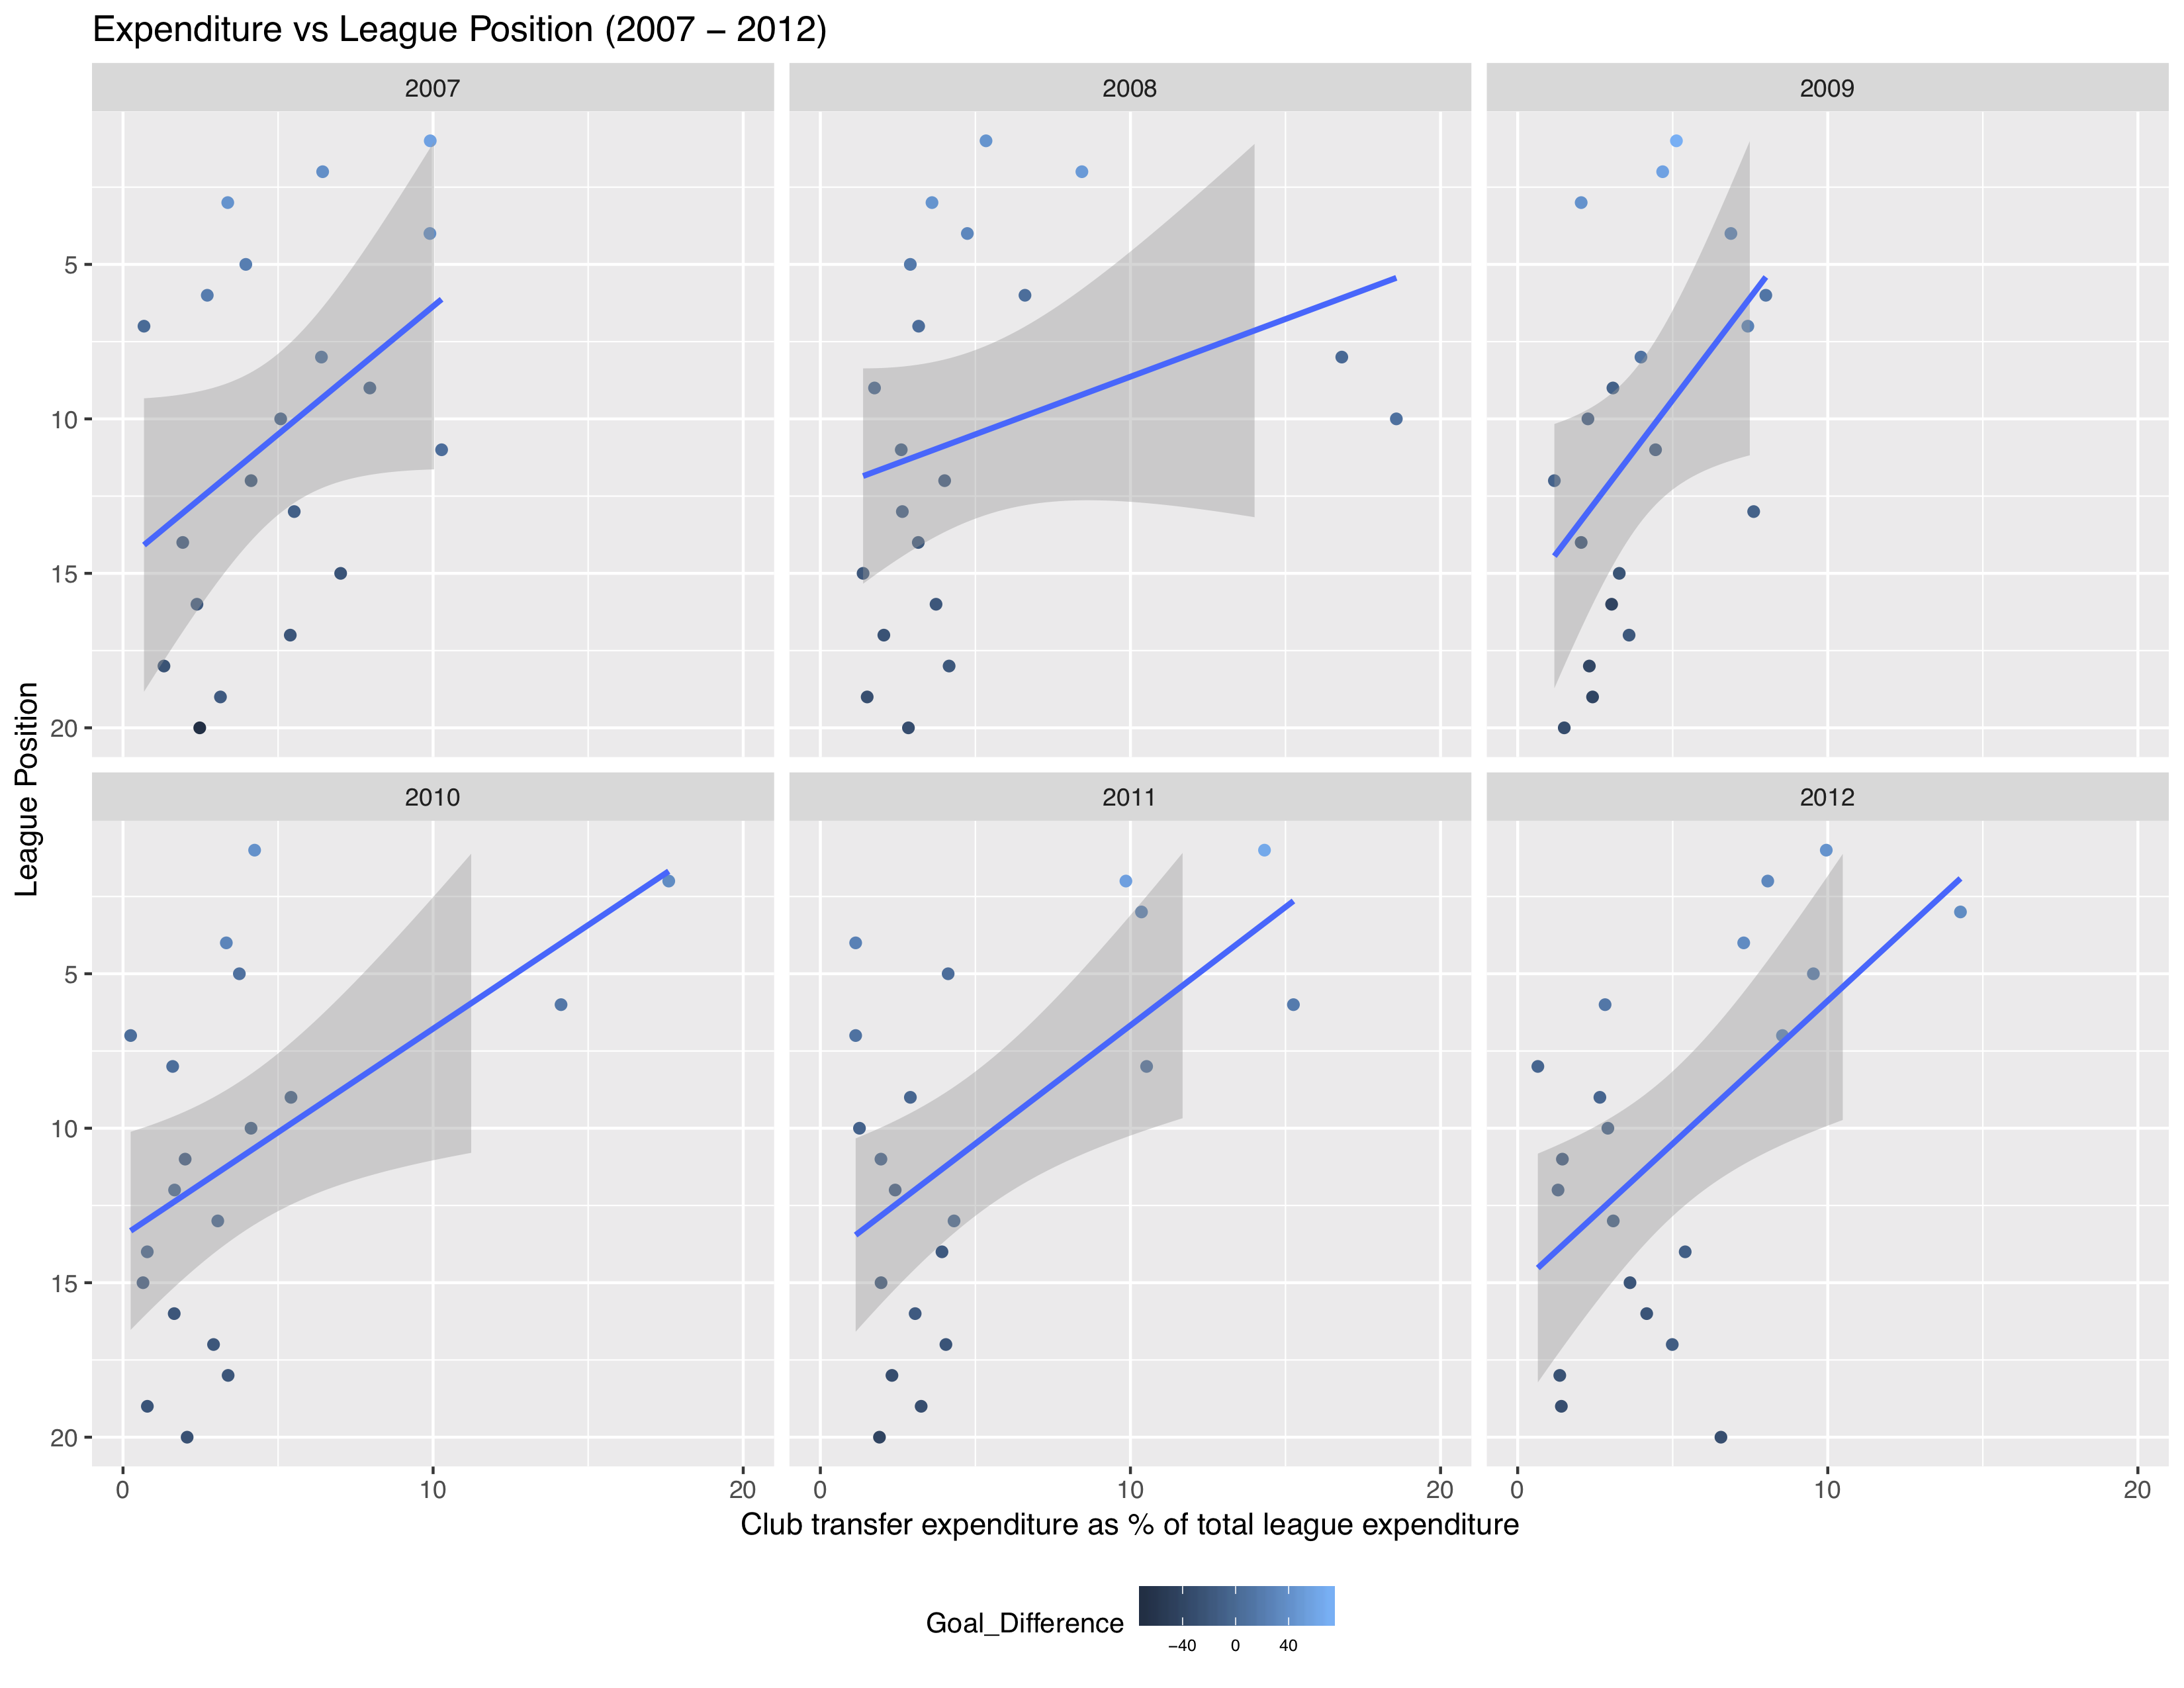 Expenditure vs League Position (2007 − 2012)
2007 2008 2009
5
10
15
20
League Position
2010 2011 2012
5
10
15
20
0 10 20 0 10 20 0 10 20
Club transfer expenditure as % of total league expenditure
Goal_Difference
−40 0 40